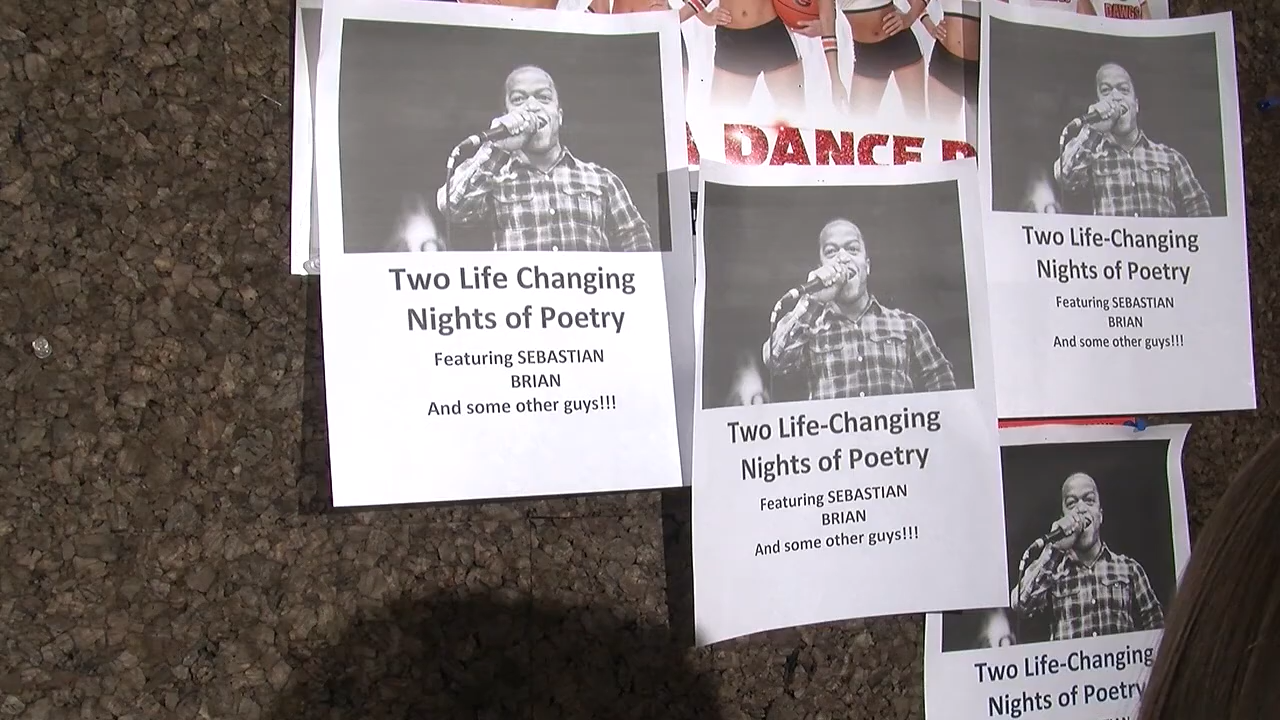 DAWGS
DANCE
Two Life Changing
Nights of Poetry
Featuring SEBASTIAN
BRIAN
And some other guys!!!
Two Life-Changing
Nights of Poetry
Featuring SEBASTIAN
BRIAN
And some other guys!!!
Two Life-Changing
Nights of Poetry
Featuring SEBASTIAN
BRIAN
And some other guys!!!
Two Life-Changing
Nights of Poetry